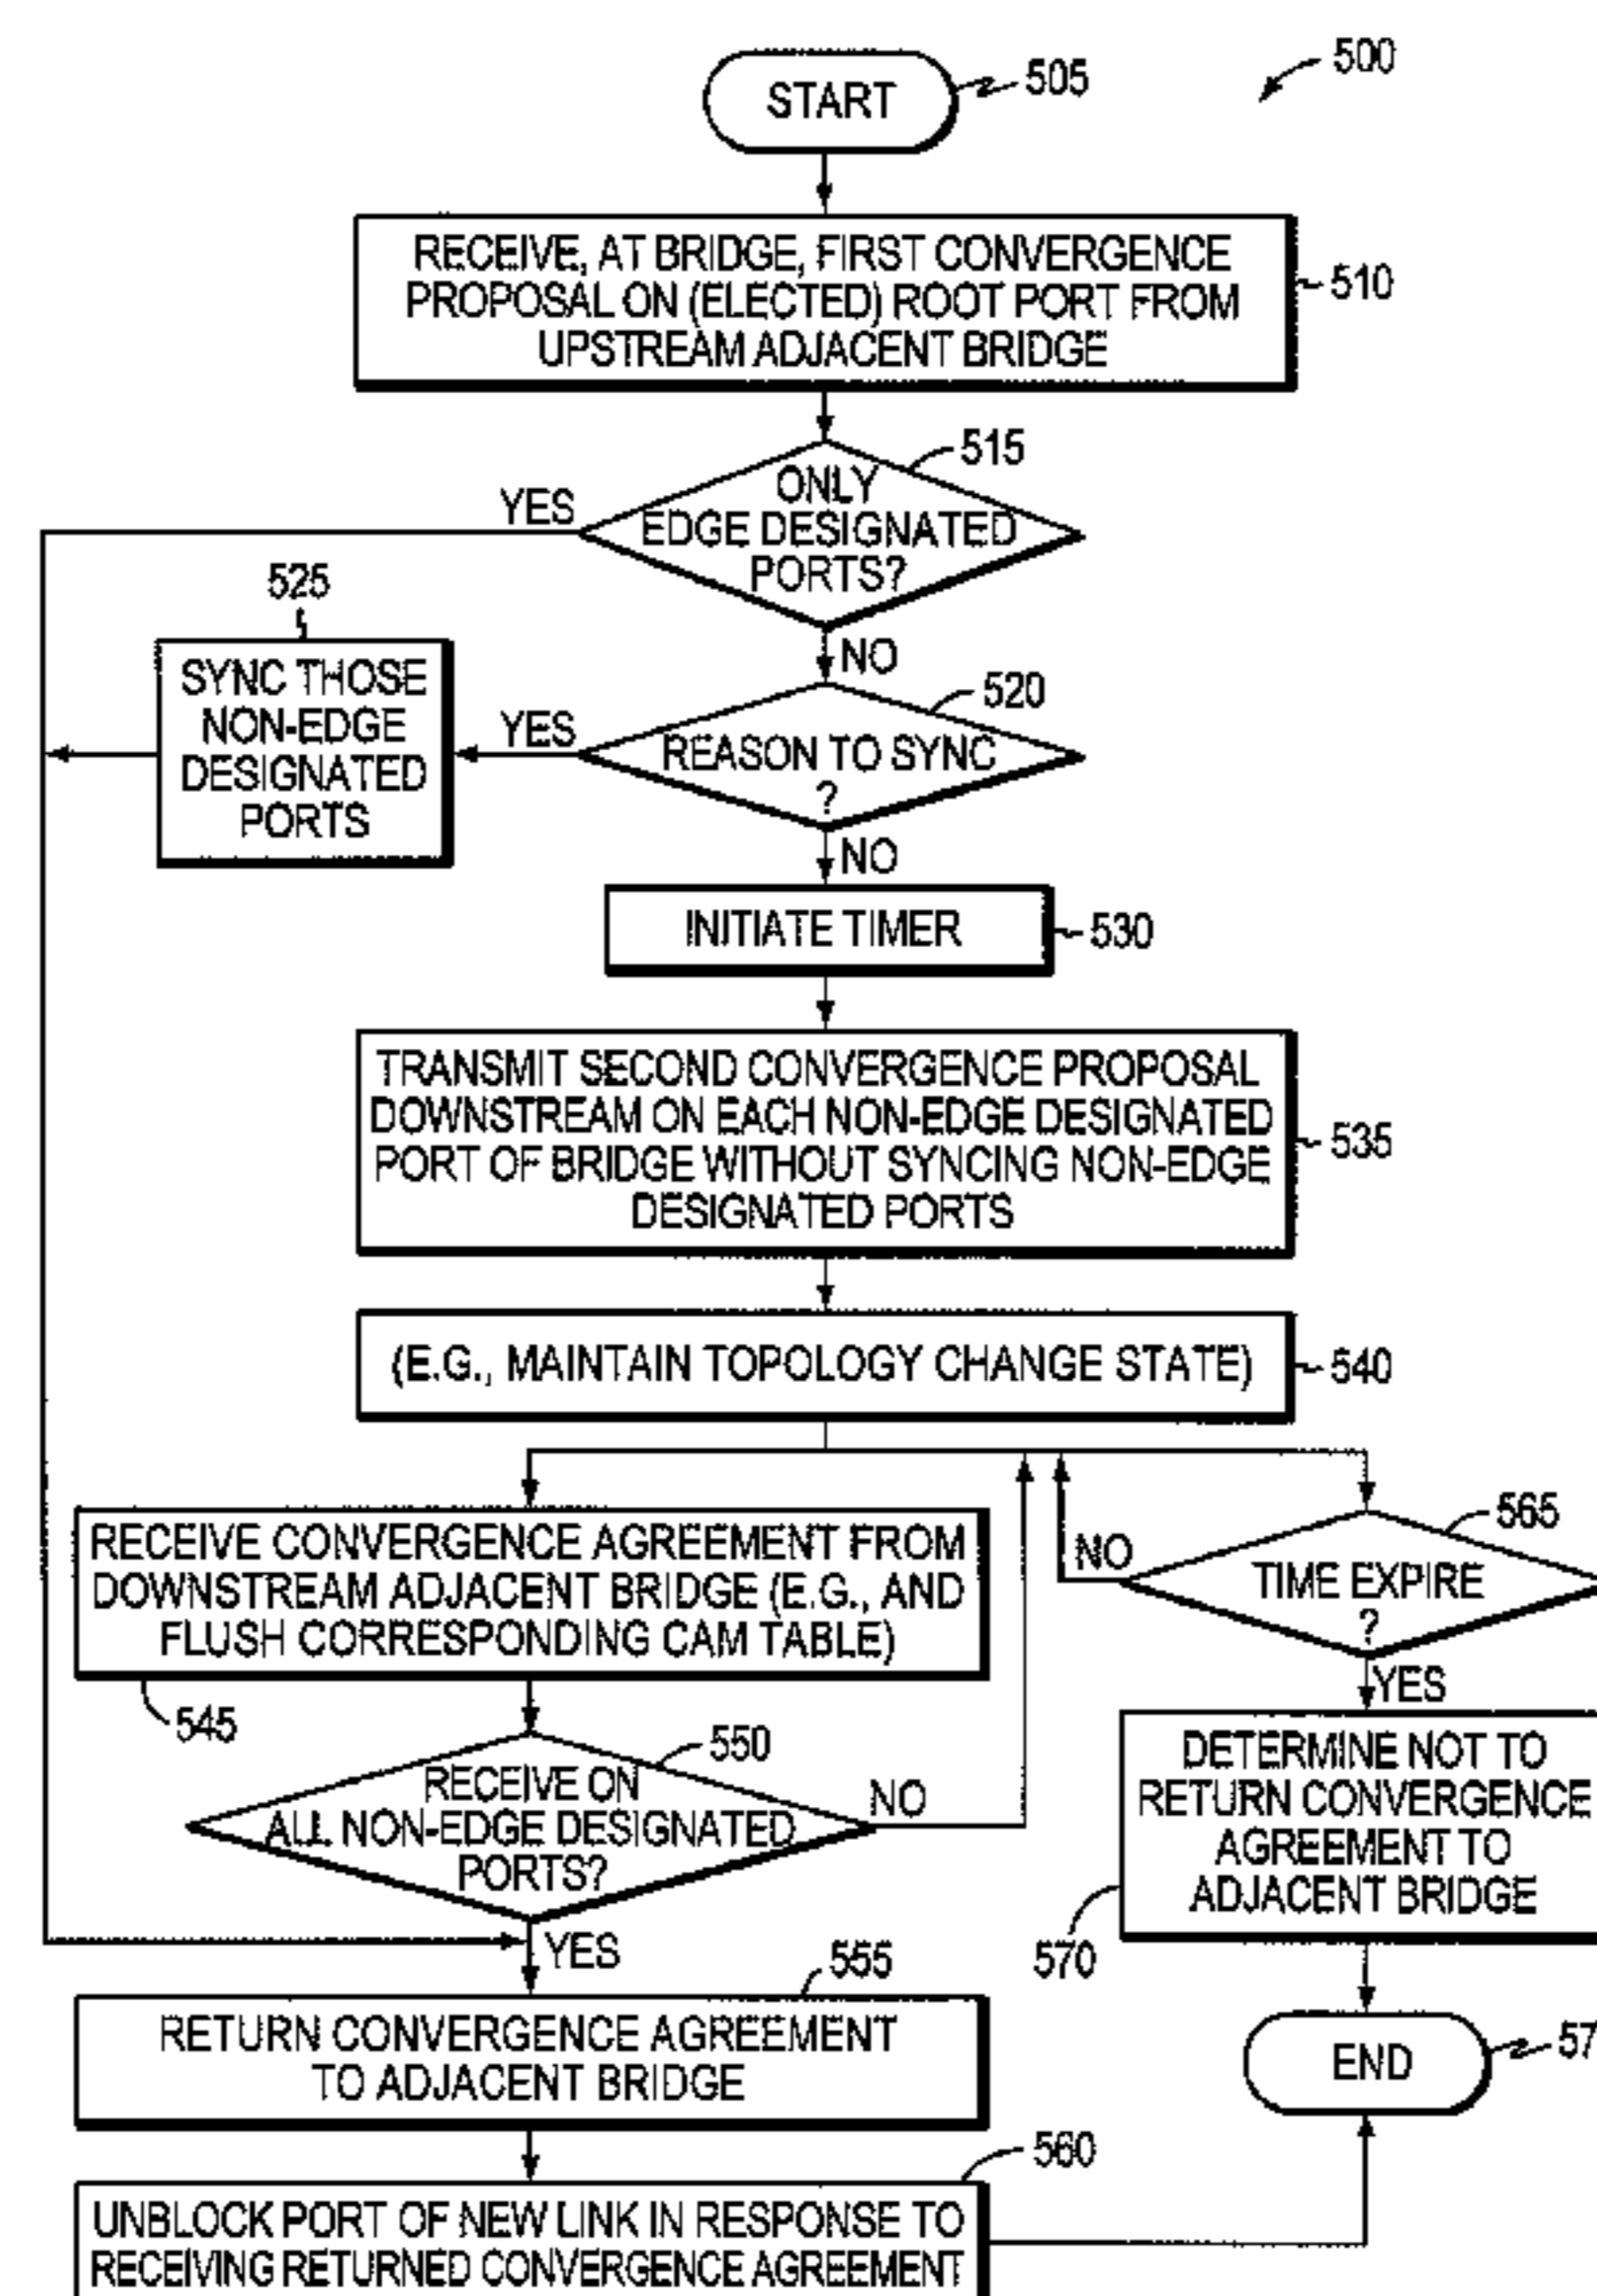 500
START
505
RECEIVE, AT BRIDGE, FIRST CONVERGENCE
PROPOSAL ON (ELECTED) ROOT PORT FROM
UPSTREAM ADJACENT BRIDGE
510
515
ONLY
EDGE DESIGNATED
PORTS?
YES
NO
525
SYNC THOSE
NON-EDGE
DESIGNATED
PORTS
520
REASON TO SYNC
?
YES
NO
INITIATE TIMER
530
TRANSMIT SECOND CONVERGENCE PROPOSAL
DOWNSTREAM ON EACH NON-EDGE DESIGNATED
PORT OF BRIDGE WITHOUT SYNCING NON-EDGE
DESIGNATED PORTS
535
(E.G., MAINTAIN TOPOLOGY CHANGE STATE)
540
RECEIVE CONVERGENCE AGREEMENT FROM
DOWNSTREAM ADJACENT BRIDGE (E.G., AND
FLUSH CORRESPONDING CAM TABLE)
545
565
TIME EXPIRE
?
NO
YES
550
RECEIVE ON
ALL NON-EDGE DESIGNATED
PORTS?
NO
YES
DETERMINE NOT TO
RETURN CONVERGENCE
AGREEMENT TO
ADJACENT BRIDGE
570
555
RETURN CONVERGENCE AGREEMENT
TO ADJACENT BRIDGE
END
57
560
UNBLOCK PORT OF NEW LINK IN RESPONSE TO
RECEIVING RETURNED CONVERGENCE AGREEMENT